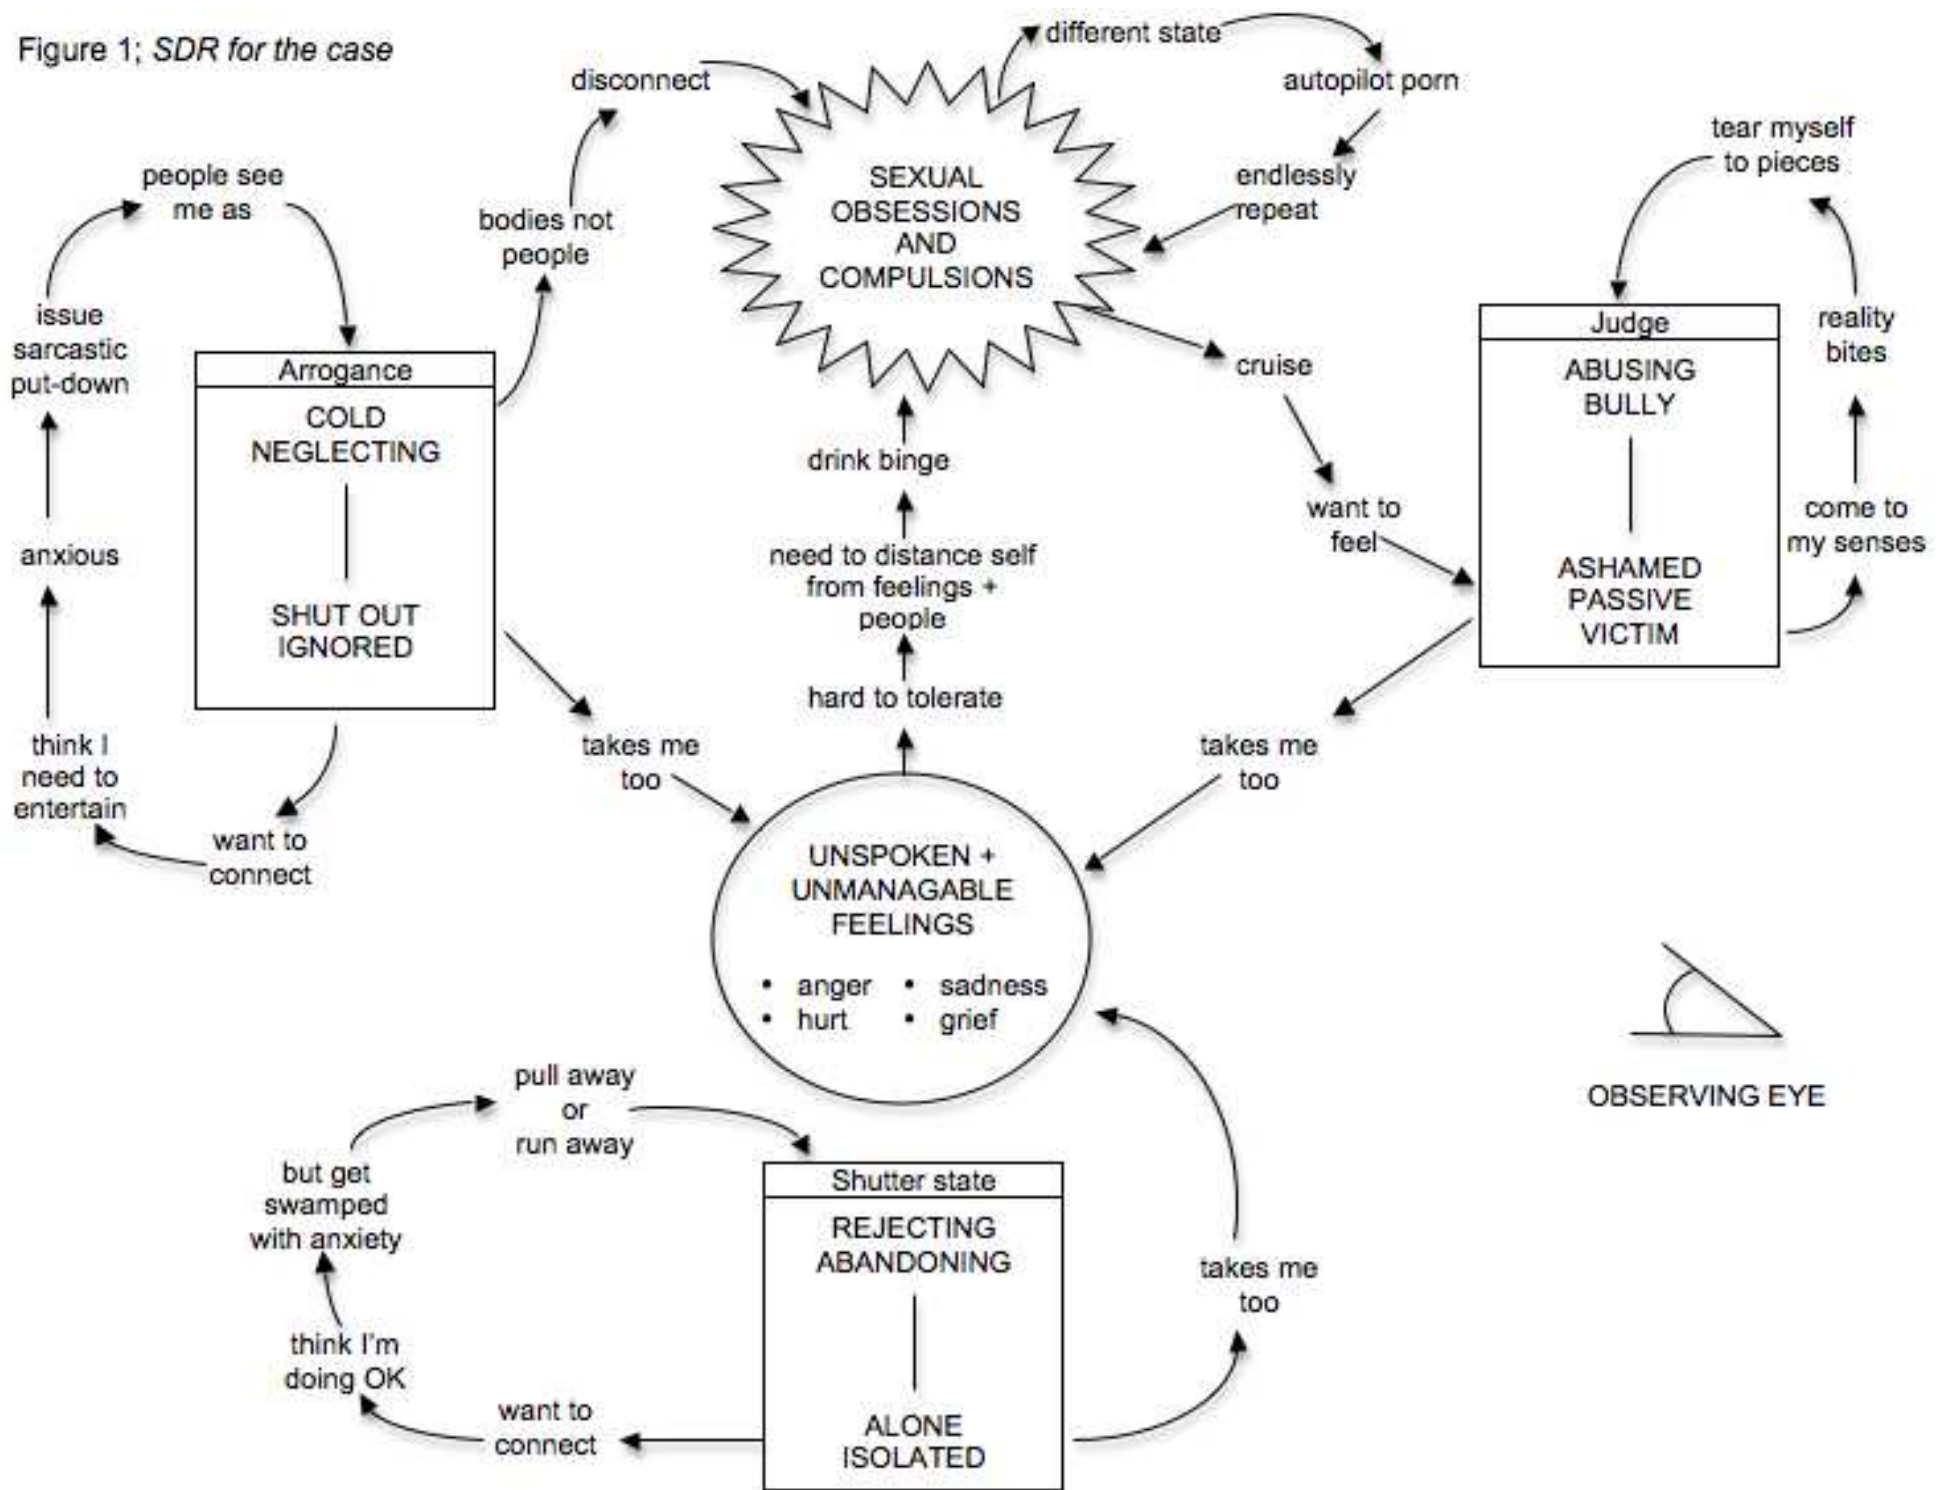 Figure 1; SDR for the case
different state
autopilot porn
endlessly
repeat
disconnect
bodies not
people
people see
me as
issue
sarcastic
put-down
anxious
think I
need to
entertain
want to
connect
Arrogance
COLD
NEGLECTING
SHUT OUT
IGNORED
takes me
too
SEXUAL
OBSESSIONS
AND
COMPULSIONS
drink binge
need to distance self
from feelings +
people
hard to tolerate
cruise
want to
feel
tear myself
to pieces
reality
bites
come to
my senses
Judge
ABUSING
BULLY
ASHAMED
PASSIVE
VICTIM
takes me
too
UNSPOKEN +
UNMANAGABLE
FEELINGS
• anger • sadness
• hurt • grief
OBSERVING EYE
pull away
or
run away
but get
swamped
with anxiety
think I'm
doing OK
want to
connect
Shutter state
REJECTING
ABANDONING
ALONE
ISOLATED
takes me
too